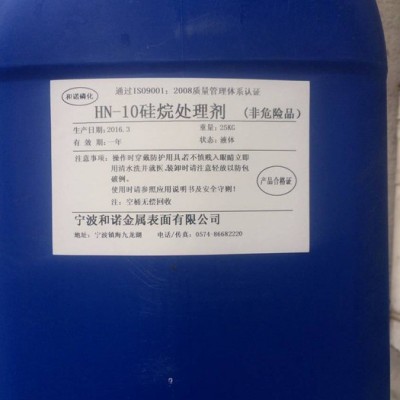 通过ISO9001：2008质量管理体系认证
和诺磷化
HN-10硅烷处理剂（非危险品）
生产日期：2016.3 重量：25KG
有 效 期：一年 状态：液体
注意事项：操作时穿戴防护用具若不慎溅入眼睛立即
用清水洗并就医，装卸时请注意轻放以防包
破例。
使用时请参照应用说明书及安全守则！
产品合格证
注：空桶无偿回收
宁波和诺金属表面有限公司
地址：宁波镇海九龙湖 电话/传真：0574-86682220